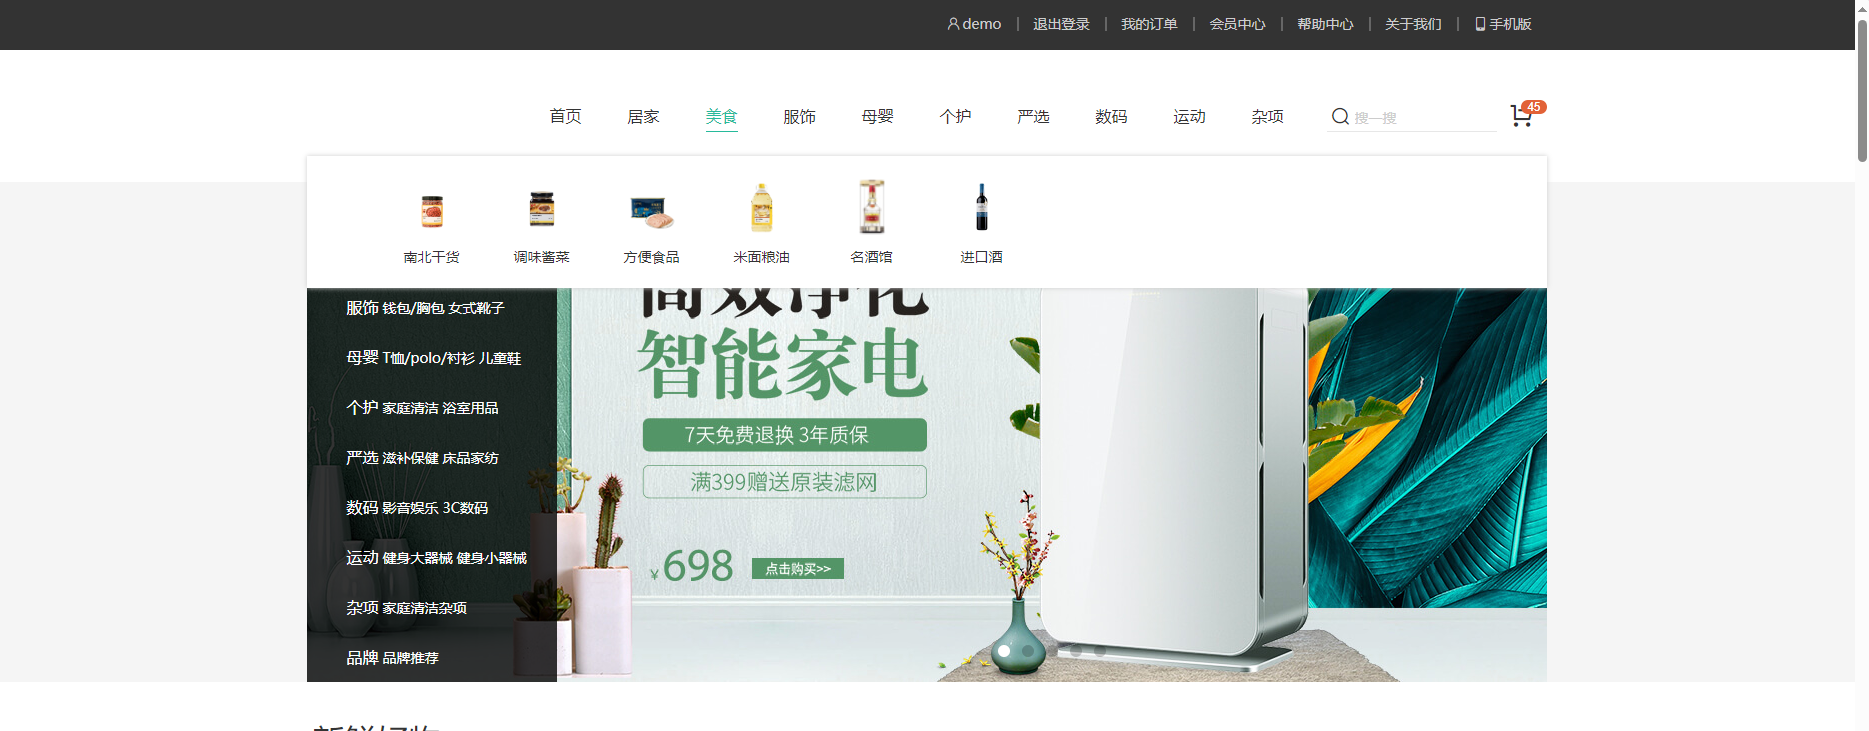 demo 退出登录 我的订单 会员中心 帮助中心 关于我们 手机版
首页 居家 美食 服饰 母婴 个护 严选 数码 运动 杂项 搜一搜 45
南北干货 调味酱菜 方便食品 米面粮油 名酒馆 进口酒
高效净化
智能家电
7天免费退换 3年质保
满399赠送原装滤网
¥698 点击购买>>
服饰 钱包/胸包 女式靴子
母婴 T恤/polo/衬衫 儿童鞋
个护 家庭清洁 浴室用品
严选 滋补保健 床品家纺
数码 影音娱乐 3C数码
运动 健身大器械 健身小器械
杂项 家庭清洁杂项
品牌 品牌推荐
新鲜好物